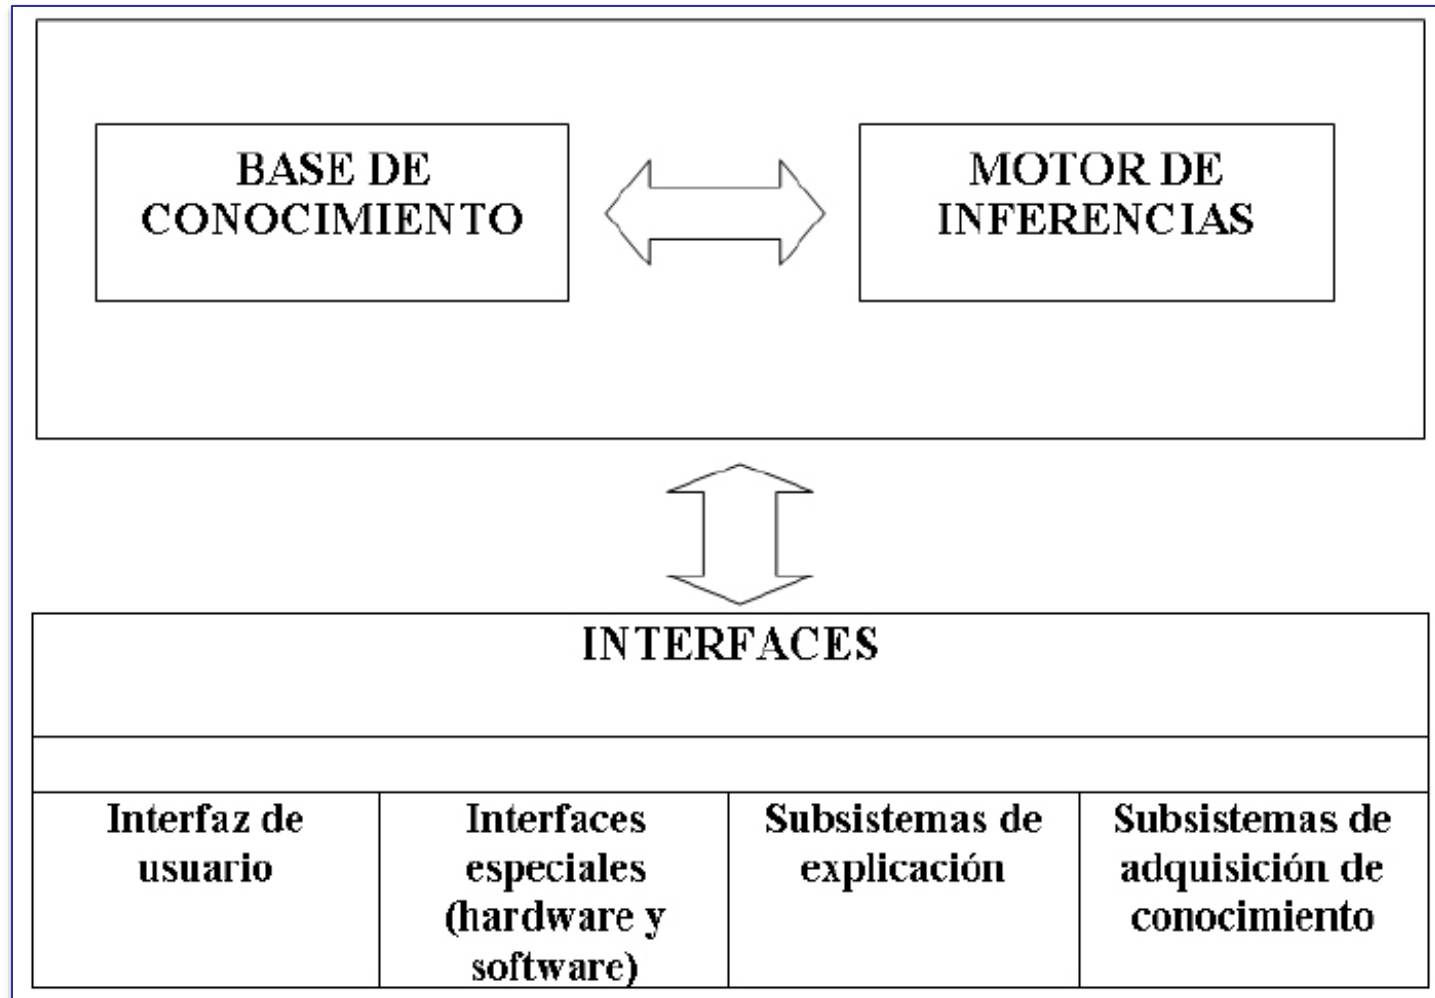 BASE DE
CONOCIMIENTO
MOTOR DE
INFERENCIAS
INTERFACES
Interfaz de
usuario
Interfaces
especiales
(hardware y
software)
Subsistemas de
explicación
Subsistemas de
adquisición de
conocimiento